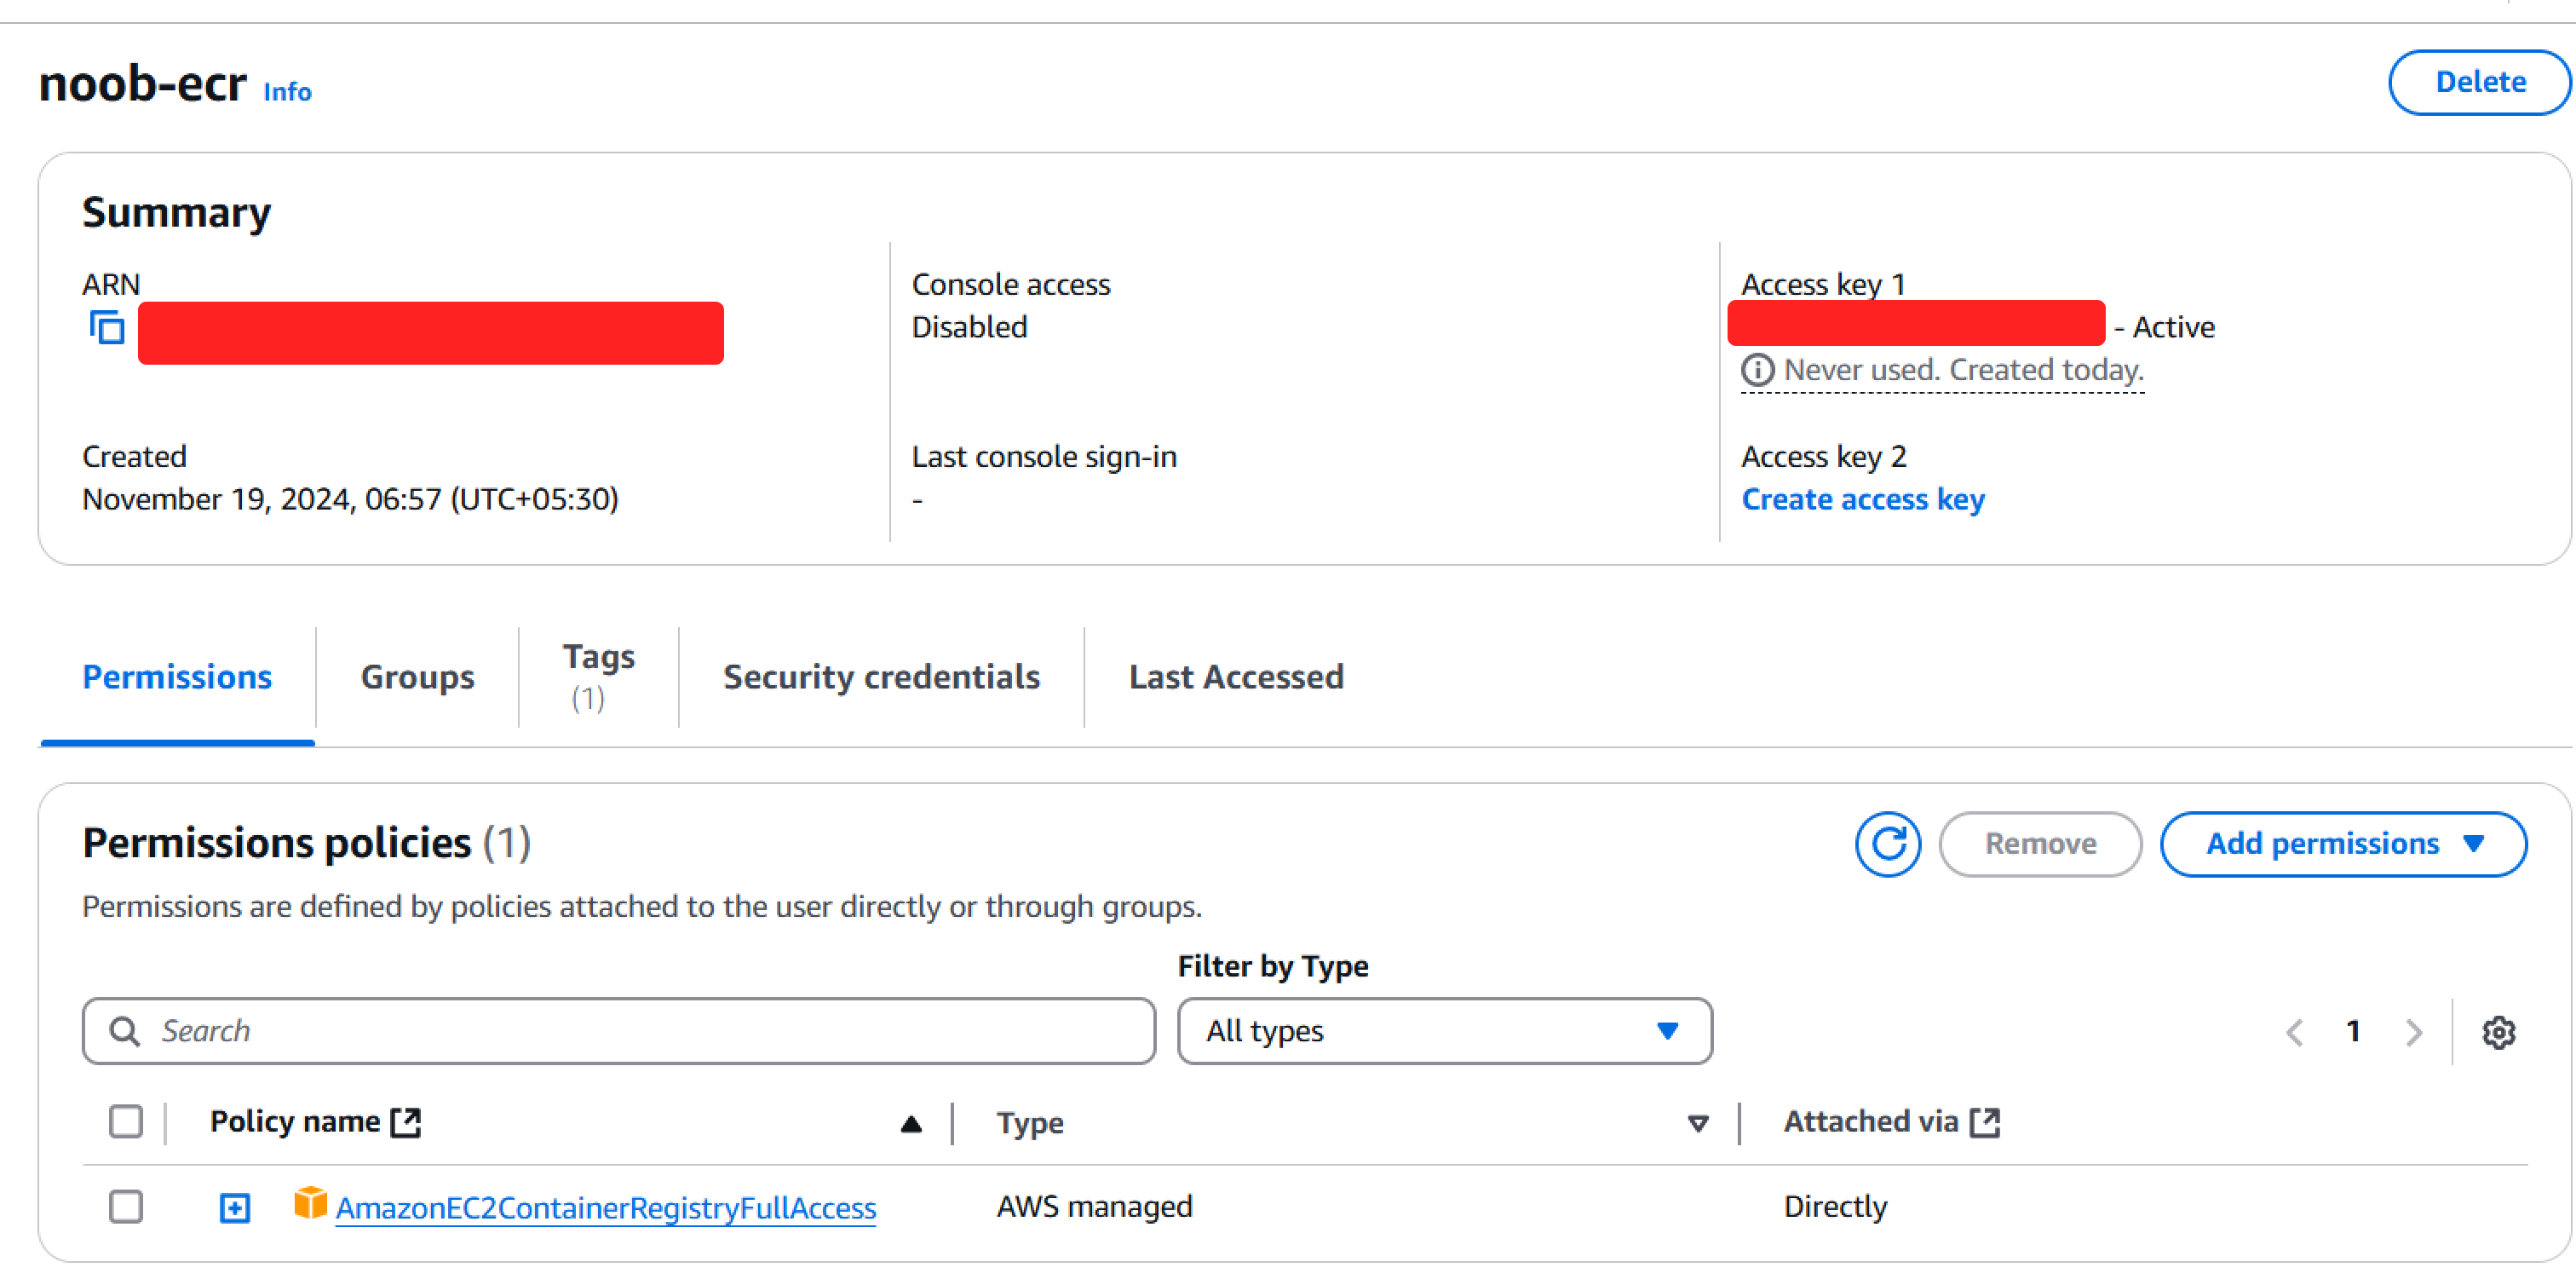 noob-ecr Info
Delete
Summary
ARN
Console access
Disabled
Access key 1
- Active
Never used. Created today.
Created
November 19, 2024, 06:57 (UTC+05:30)
Last console sign-in
-
Access key 2
Create access key
Permissions
Groups
Tags
(1)
Security credentials
Last Accessed
Permissions policies (1)
Remove
Add permissions
Permissions are defined by policies attached to the user directly or through groups.
Filter by Type
Search
All types
1
Policy name
Type
Attached via
AmazonEC2ContainerRegistryFullAccess
AWS managed
Directly